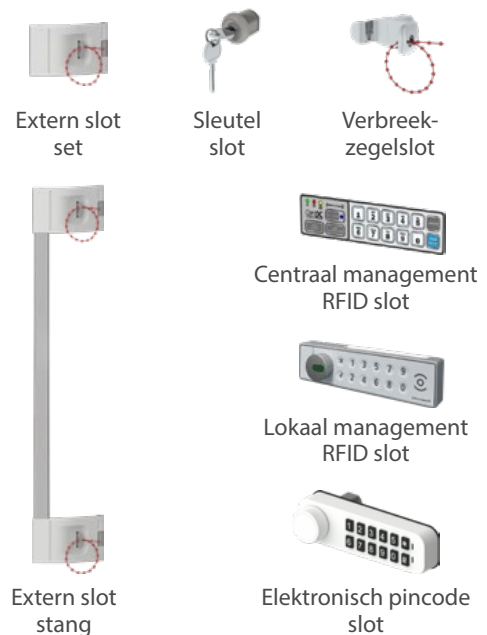 Extern slot
set
Sleutel
slot
Verbreek-
zegelslot
Centraal management
RFID slot
Lokaal management
RFID slot
Extern slot
stang
Elektronisch pincode
slot